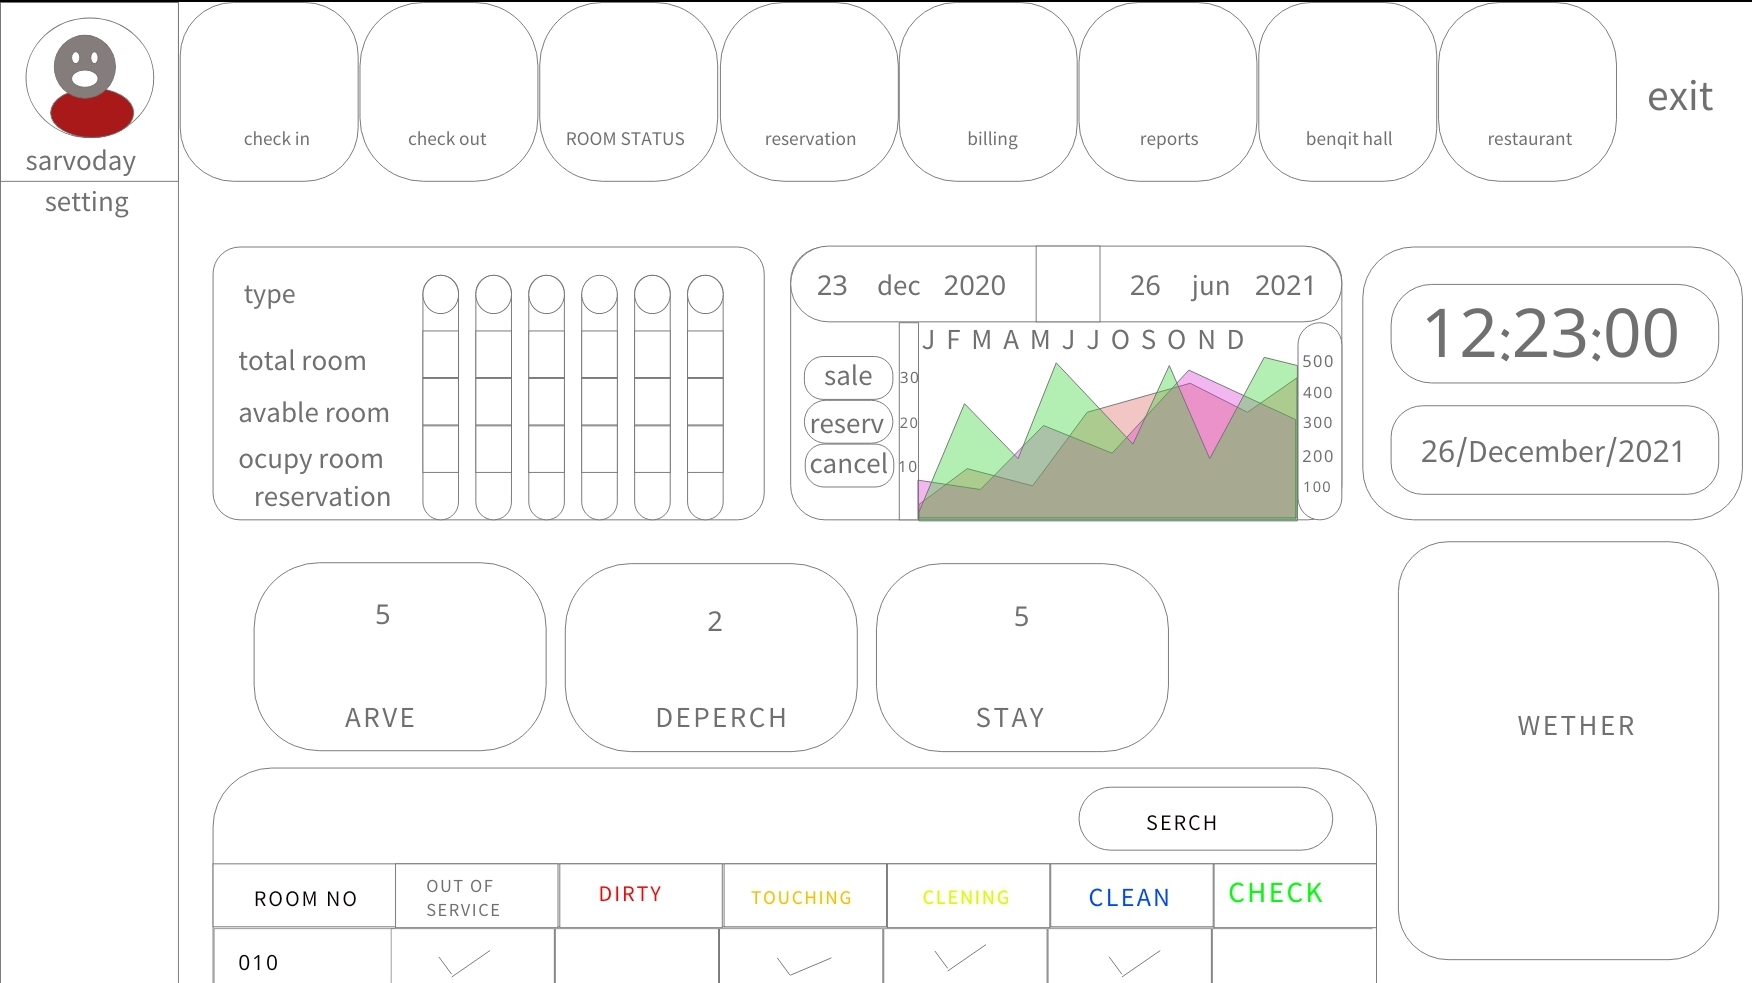 sarvoday
setting
check in
check out
ROOM STATUS
reservation
billing
reports
benqit hall
restaurant
exit
type
total room
avable room
ocupy room
reservation
23 dec 2020
26 jun 2021
J F M A M J J O S O N D
sale
reserv
cancel
30
20
10
500
400
300
200
100
12:23:00
26/December/2021
5
ARVE
2
DEPERCH
5
STAY
WETHER
SERCH
ROOM NO
OUT OF
SERVICE
DIRTY
TOUCHING
CLENING
CLEAN
CHECK
010